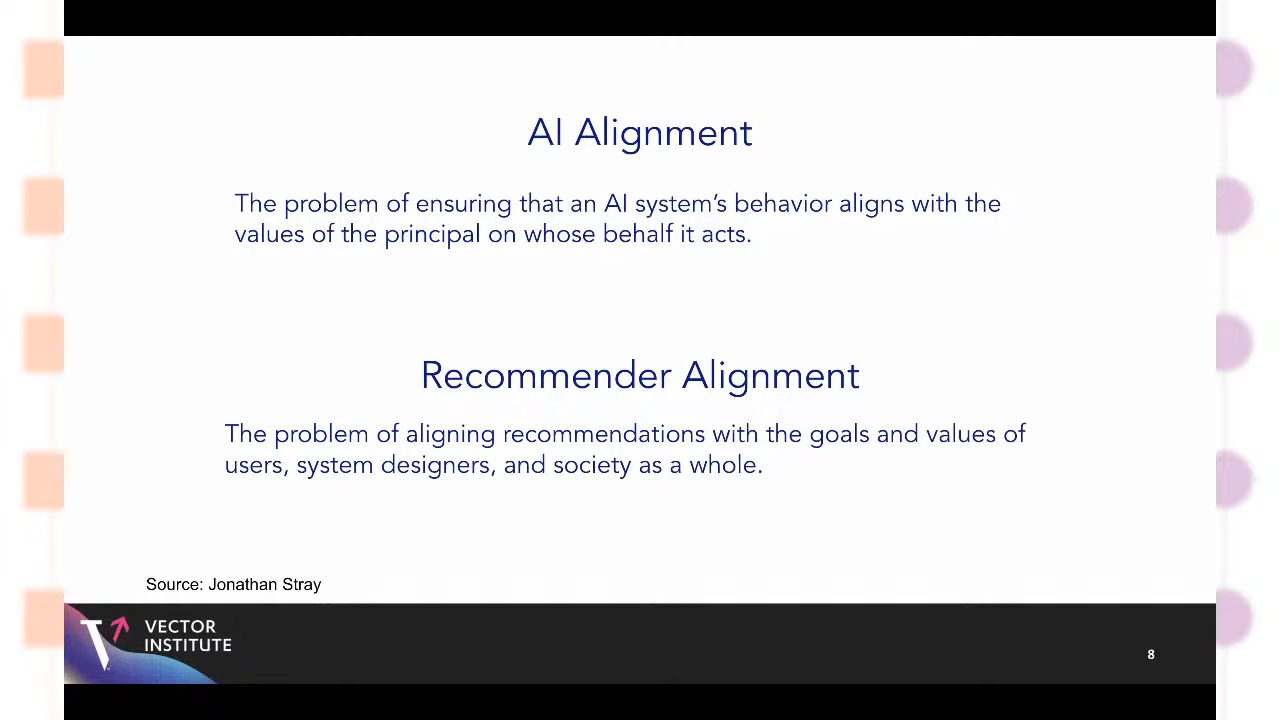 AI Alignment
The problem of ensuring that an AI system’s behavior aligns with the
values of the principal on whose behalf it acts.
Recommender Alignment
The problem of aligning recommendations with the goals and values of
users, system designers, and society as a whole.
Source: Jonathan Stray
VECTOR
INSTITUTE
8